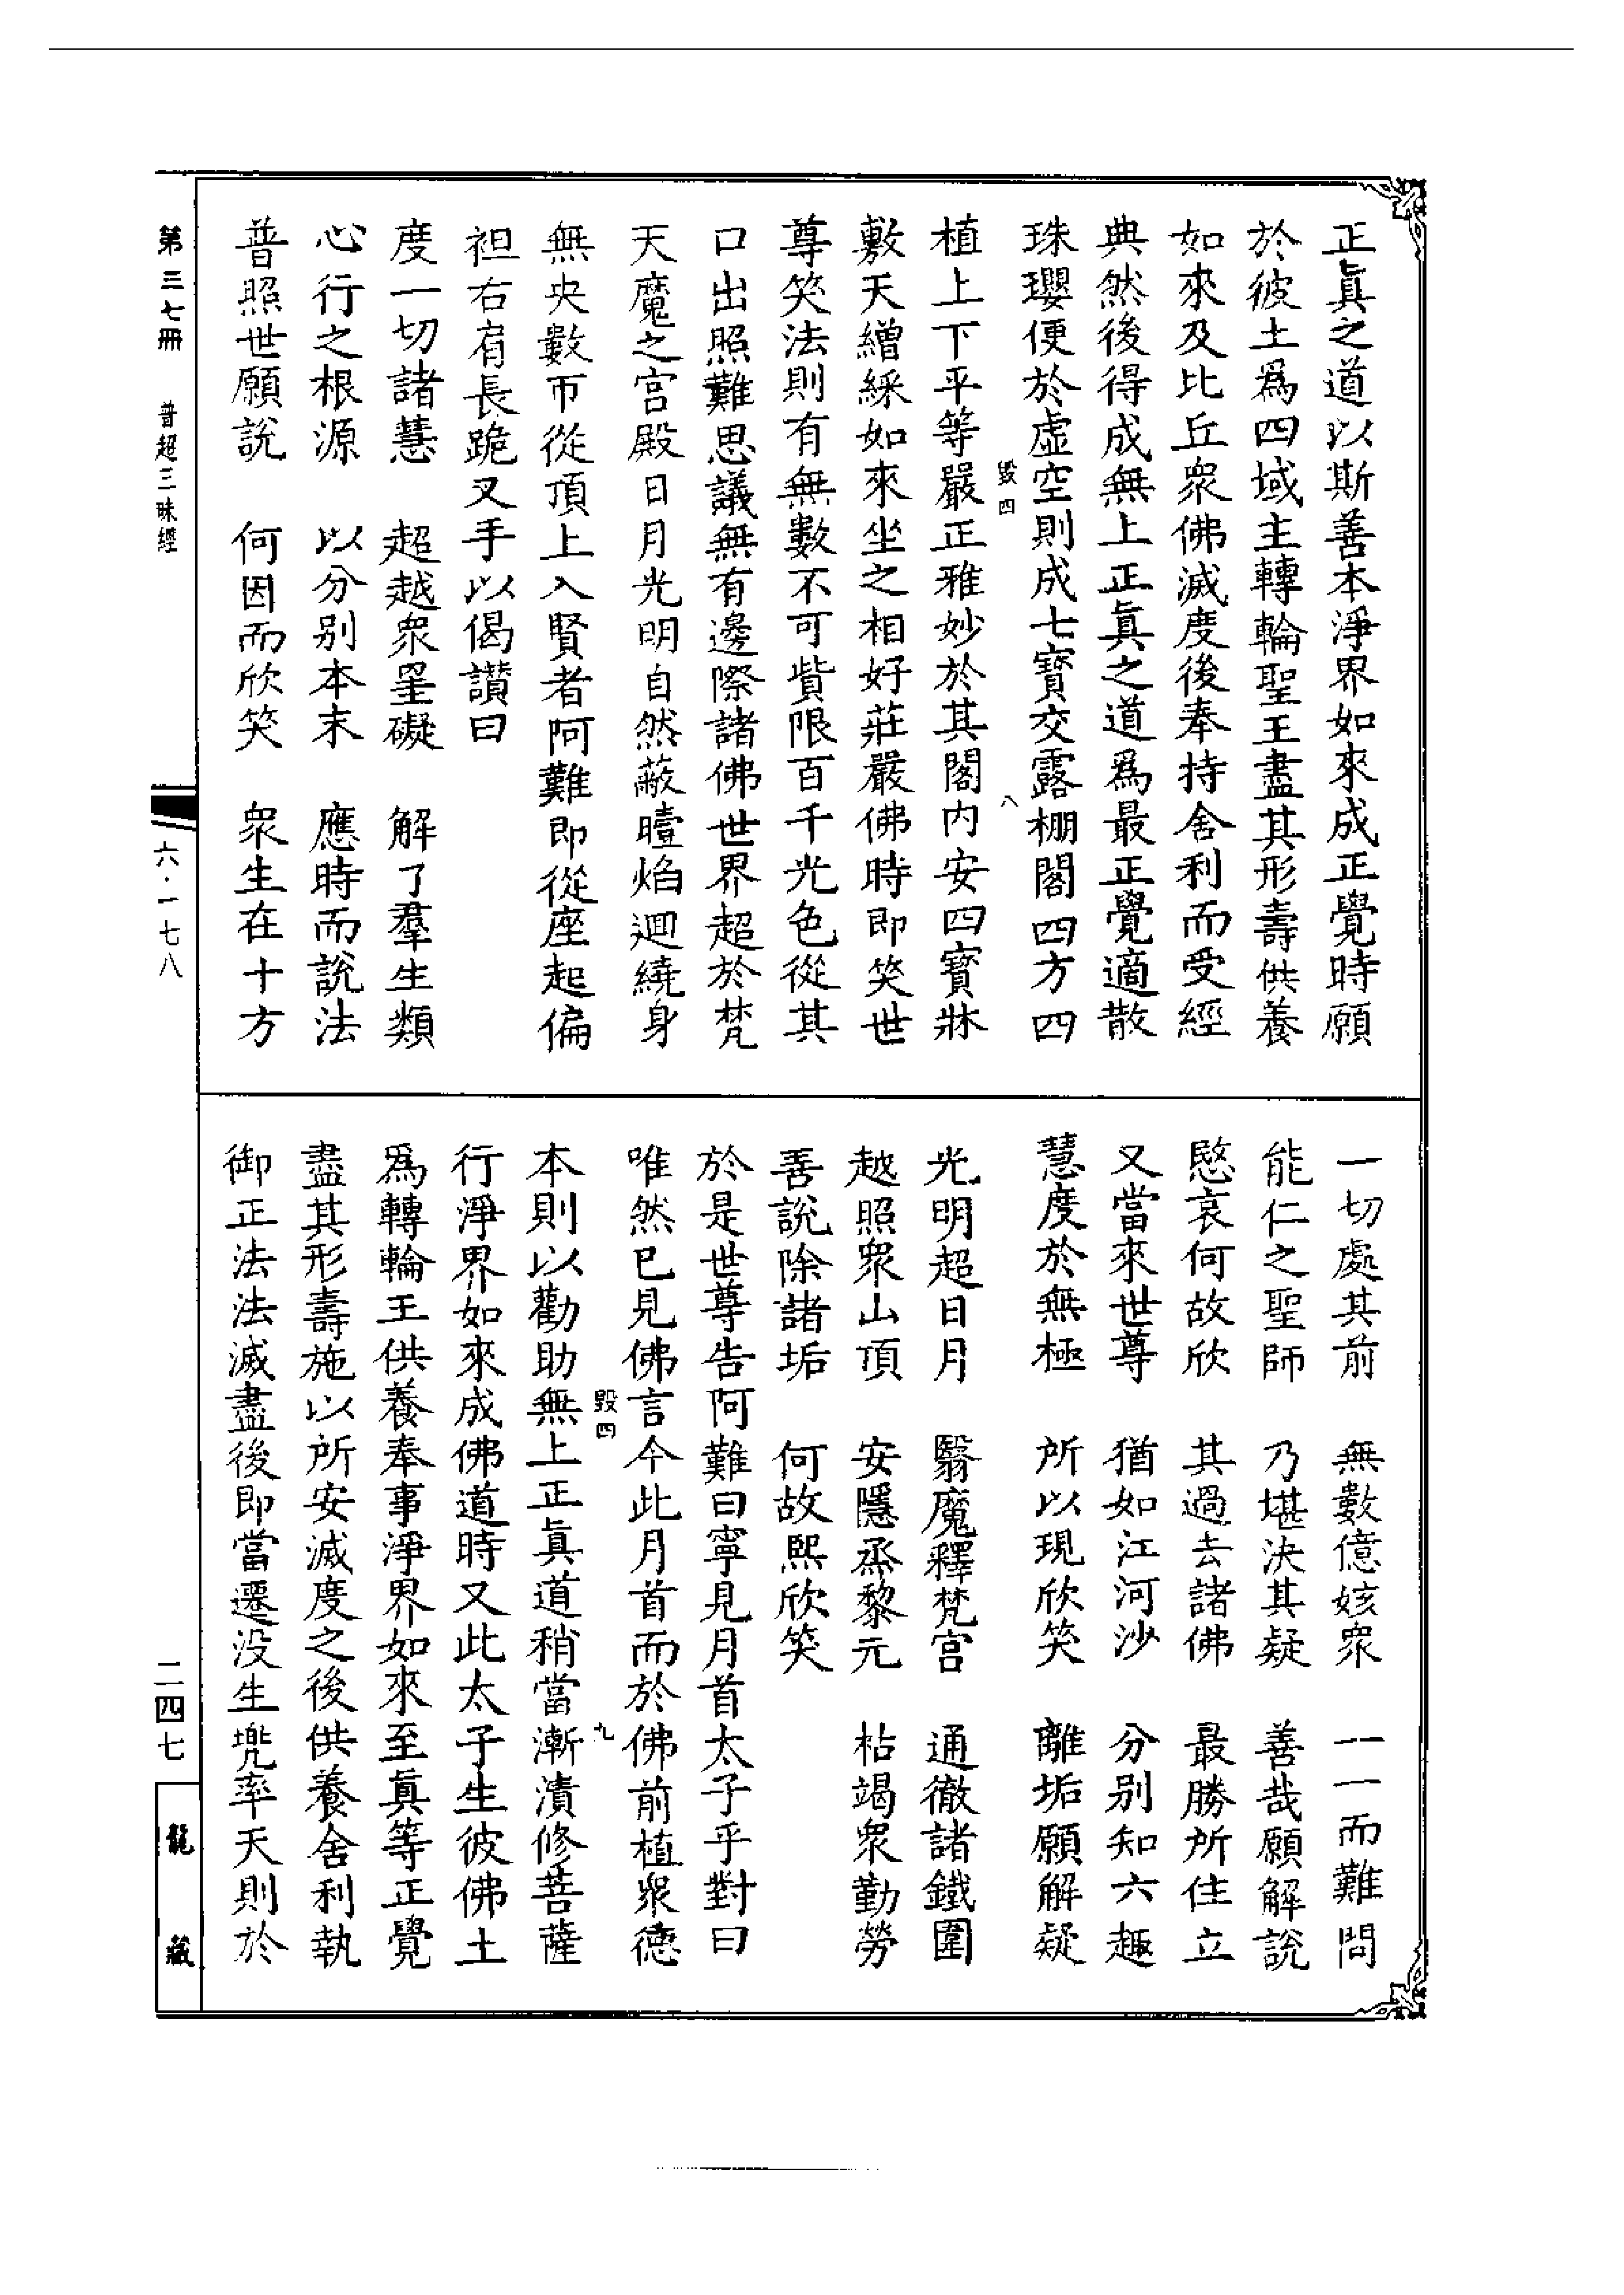 正眞之道以斯善本淨界如來成正覺時願
於彼土爲四域主轉輪聖王盡其形壽供養
如來及比丘衆佛滅度後奉持舍利而受經
典然後得成無上正眞之道爲最正覺適散
珠瓔便於虛空則成七寳交露棚閣四方四
毀四
八
植上下平等嚴正雅妙於其閣内安四寳牀
敷天繒綵如來坐之相好莊嚴佛時即笑世
尊笑法則有無數不可貲限百千光色從其
口出照難思議無有邊際諸佛世界超於梵
天魔之宫殿日月光明自然蔽曀焰迴繞身
無央數帀從頂上入賢者阿難即從座起偏
袒右肩長跪叉手以偈讃曰
度一切諸慧 超越衆罣礙 解了羣生類
心行之根源 以分别本末 應時而說法
普照世願說 何因而欣笑 衆生在十方
一切處其前 無數億姟衆 一一而難問
能仁之聖師 乃堪決其疑 善哉願解說
愍哀何故欣 其過去諸佛 最勝所住立
又當來世尊 猶如江河沙 分别知六趣
慧度於無極 所以現欣笑 離垢願解疑
光明超日月 翳魔釋梵宫 通徹諸鐵圍
越照衆山頂 安隱烝黎元 枯竭衆勤勞
善說除諸垢 何故熙欣笑
於是世尊告阿難曰寧見月首太子乎對曰
唯然已見佛言今此月首而於佛前植衆德
毀四
九
本則以勸助無上正眞道稍當漸漬修菩薩
行淨界如來成佛道時又此太子生彼佛土
爲轉輪王供養奉事淨界如來至眞等正覺
盡其形壽施以所安滅度之後供養舍利執
御正法法滅盡後即當遷没生兠率天則於
第三七冊 普超三昧經
六·一七八
二四七
龍藏